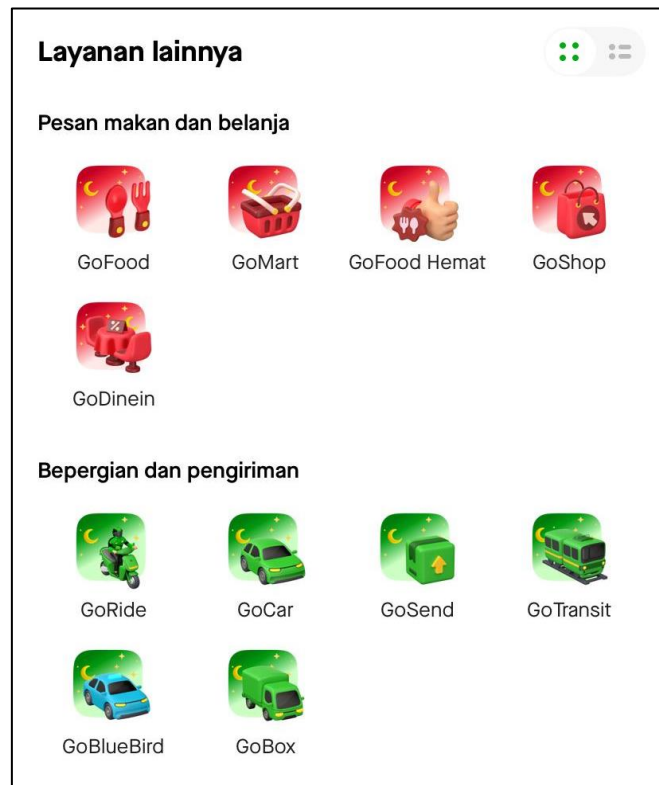 Layanan lainnya
Pesan makan dan belanja
GoFood GoMart GoFood Hemat GoShop
GoDinein
Bepergian dan pengiriman
GoRide GoCar GoSend GoTransit
GoBlueBird GoBox